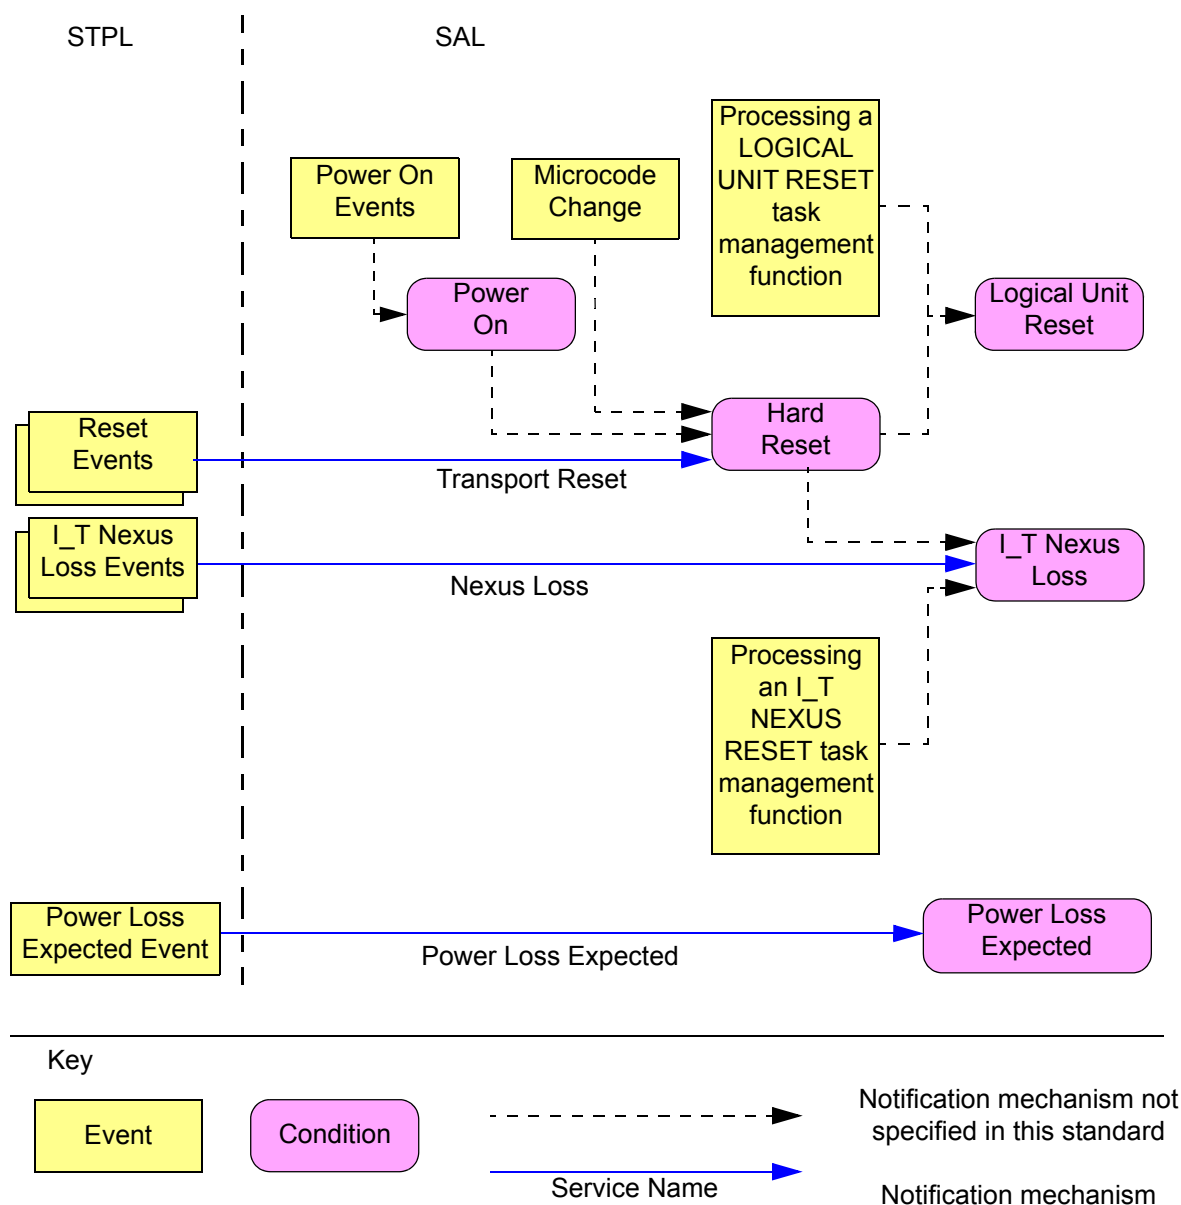 STPL
SAL
Processing a
LOGICAL
UNIT RESET
task
management
function
Power On
Events
Microcode
Change
Power
On
Logical Unit
Reset
Reset
Events
Hard
Reset
Transport Reset
I_T Nexus
Loss Events
I_T Nexus
Loss
Nexus Loss
Processing
an I_T
NEXUS
RESET task
management
function
Power Loss
Expected Event
Power Loss
Expected
Power Loss Expected
Key
Event
Condition
Notification mechanism not
specified in this standard
Service Name
Notification mechanism